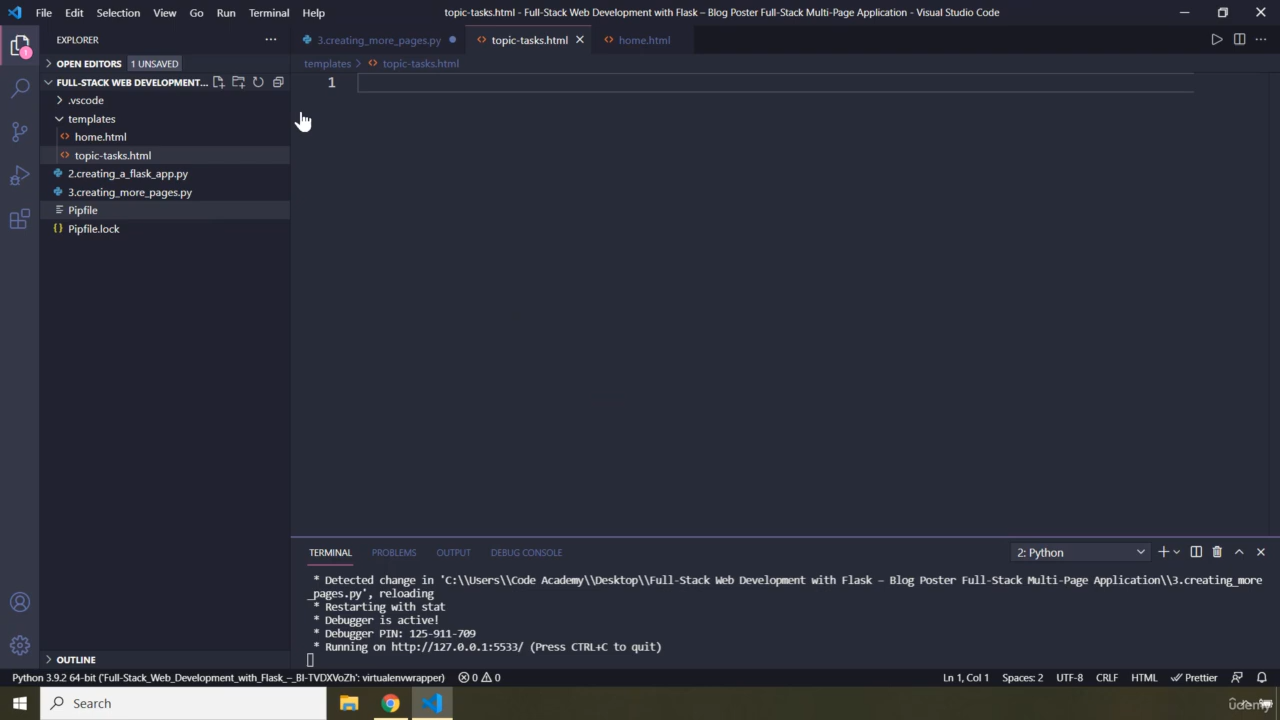 File Edit Selection View Go Run Terminal Help
topic-tasks.html - Full-Stack Web Development with Flask – Blog Poster Full-Stack Multi-Page Application - Visual Studio Code
EXPLORER
3.creating_more_pages.py
topic-tasks.html
home.html
OPEN EDITORS 1 UNSAVED
templates
topic-tasks.html
FULL-STACK WEB DEVELOPMENT...
1
.vscode
templates
home.html
topic-tasks.html
2.creating_a_flask_app.py
3.creating_more_pages.py
Pipfile
Pipfile.lock
TERMINAL PROBLEMS OUTPUT DEBUG CONSOLE
2: Python
* Detected change in 'C:\\Users\\Code Academy\\Desktop\\Full-Stack Web Development with Flask – Blog Poster Full-Stack Multi-Page Application\\3.creating_more
_pages.py', reloading
* Restarting with stat
* Debugger is active!
* Debugger PIN: 125-911-709
* Running on http://127.0.0.1:5533/ (Press CTRL+C to quit)
OUTLINE
Python 3.9.2 64-bit ('Full-Stack_Web_Development_with_Flask_-_Bl-TVDXVoZh': virtualenvwrapper) 0 0
Ln 1, Col 1 Spaces: 2 UTF-8 CRLF HTML Prettier
Search
udemy